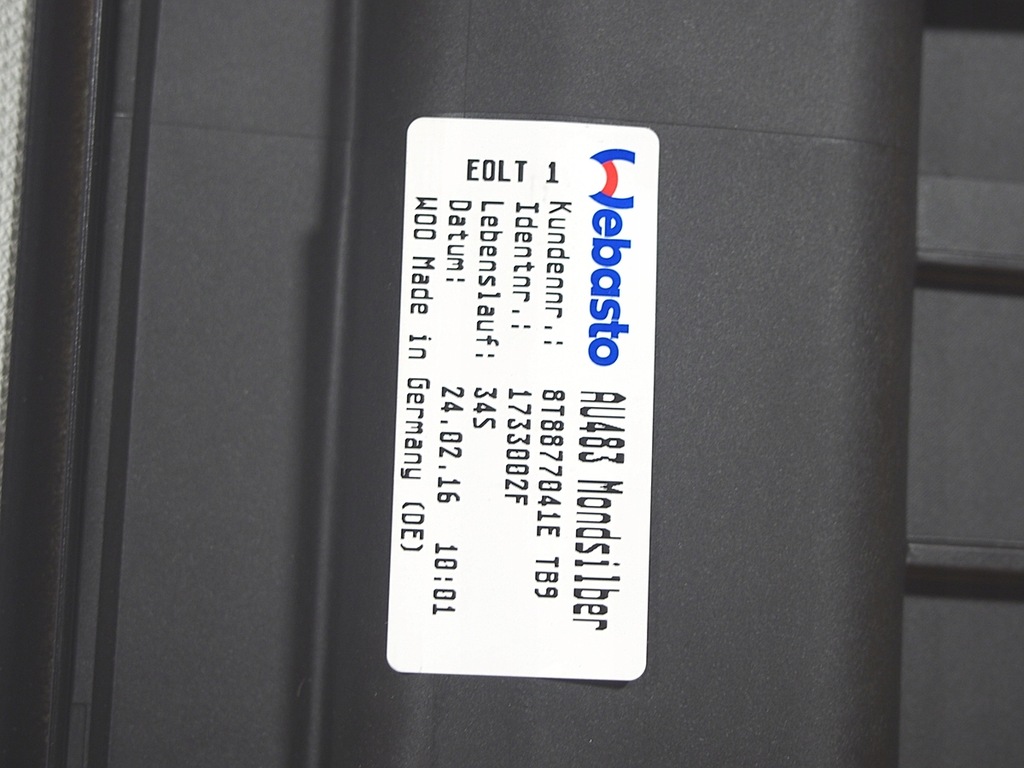 Webasto AU483 Mondsilber
Kundennr.: 8T8877041E TB9
Identnr.: 1733002F
Lebenslauf: 34S
Datum: 24.02.16 10:01
W00 Made in Germany (DE)
EOLT 1